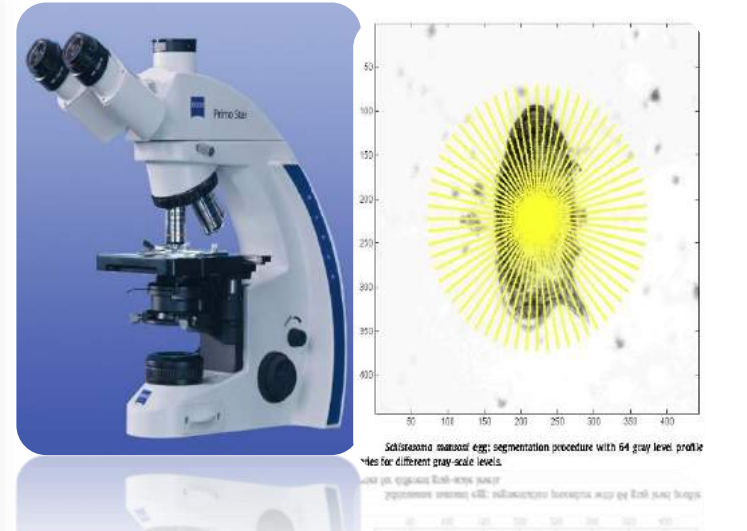 ZEISS
Primo Star
50
100
150
200
250
300
350
400
50 100 150 200 250 300 350 400
Schistosoma mansoni egg: segmentation procedure with 64 gray level profile
for different gray-scale levels.